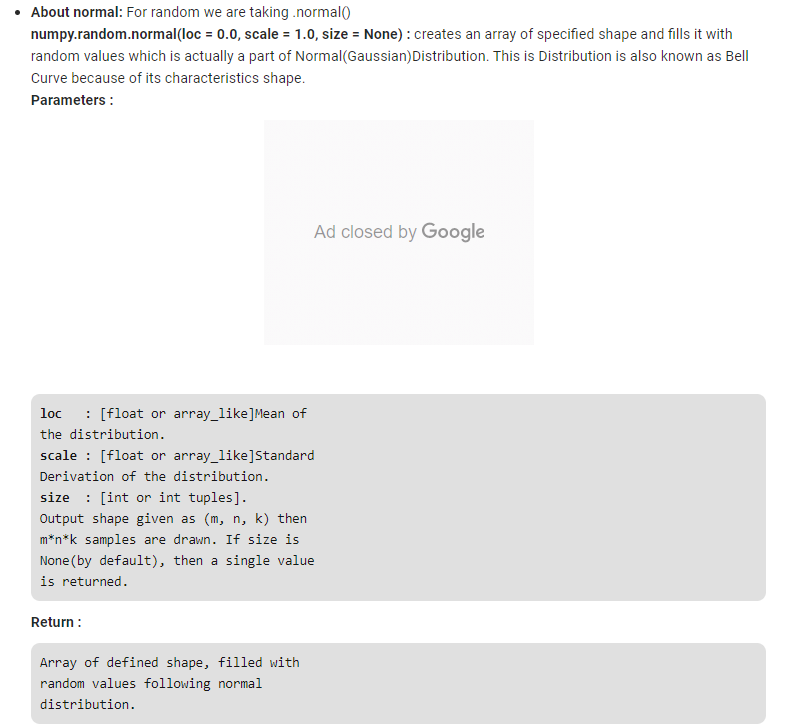 About normal: For random we are taking .normal()
numpy.random.normal(loc = 0.0, scale = 1.0, size = None) : creates an array of specified shape and fills it with
random values which is actually a part of Normal(Gaussian)Distribution. This is Distribution is also known as Bell
Curve because of its characteristics shape.
Parameters :
Ad closed by Google
loc   : [float or array_like]Mean of
the distribution.
scale : [float or array_like]Standard
Derivation of the distribution.
size  : [int or int tuples].
Output shape given as (m, n, k) then
m*n*k samples are drawn. If size is
None(by default), then a single value
is returned.
Return :
Array of defined shape, filled with
random values following normal
distribution.